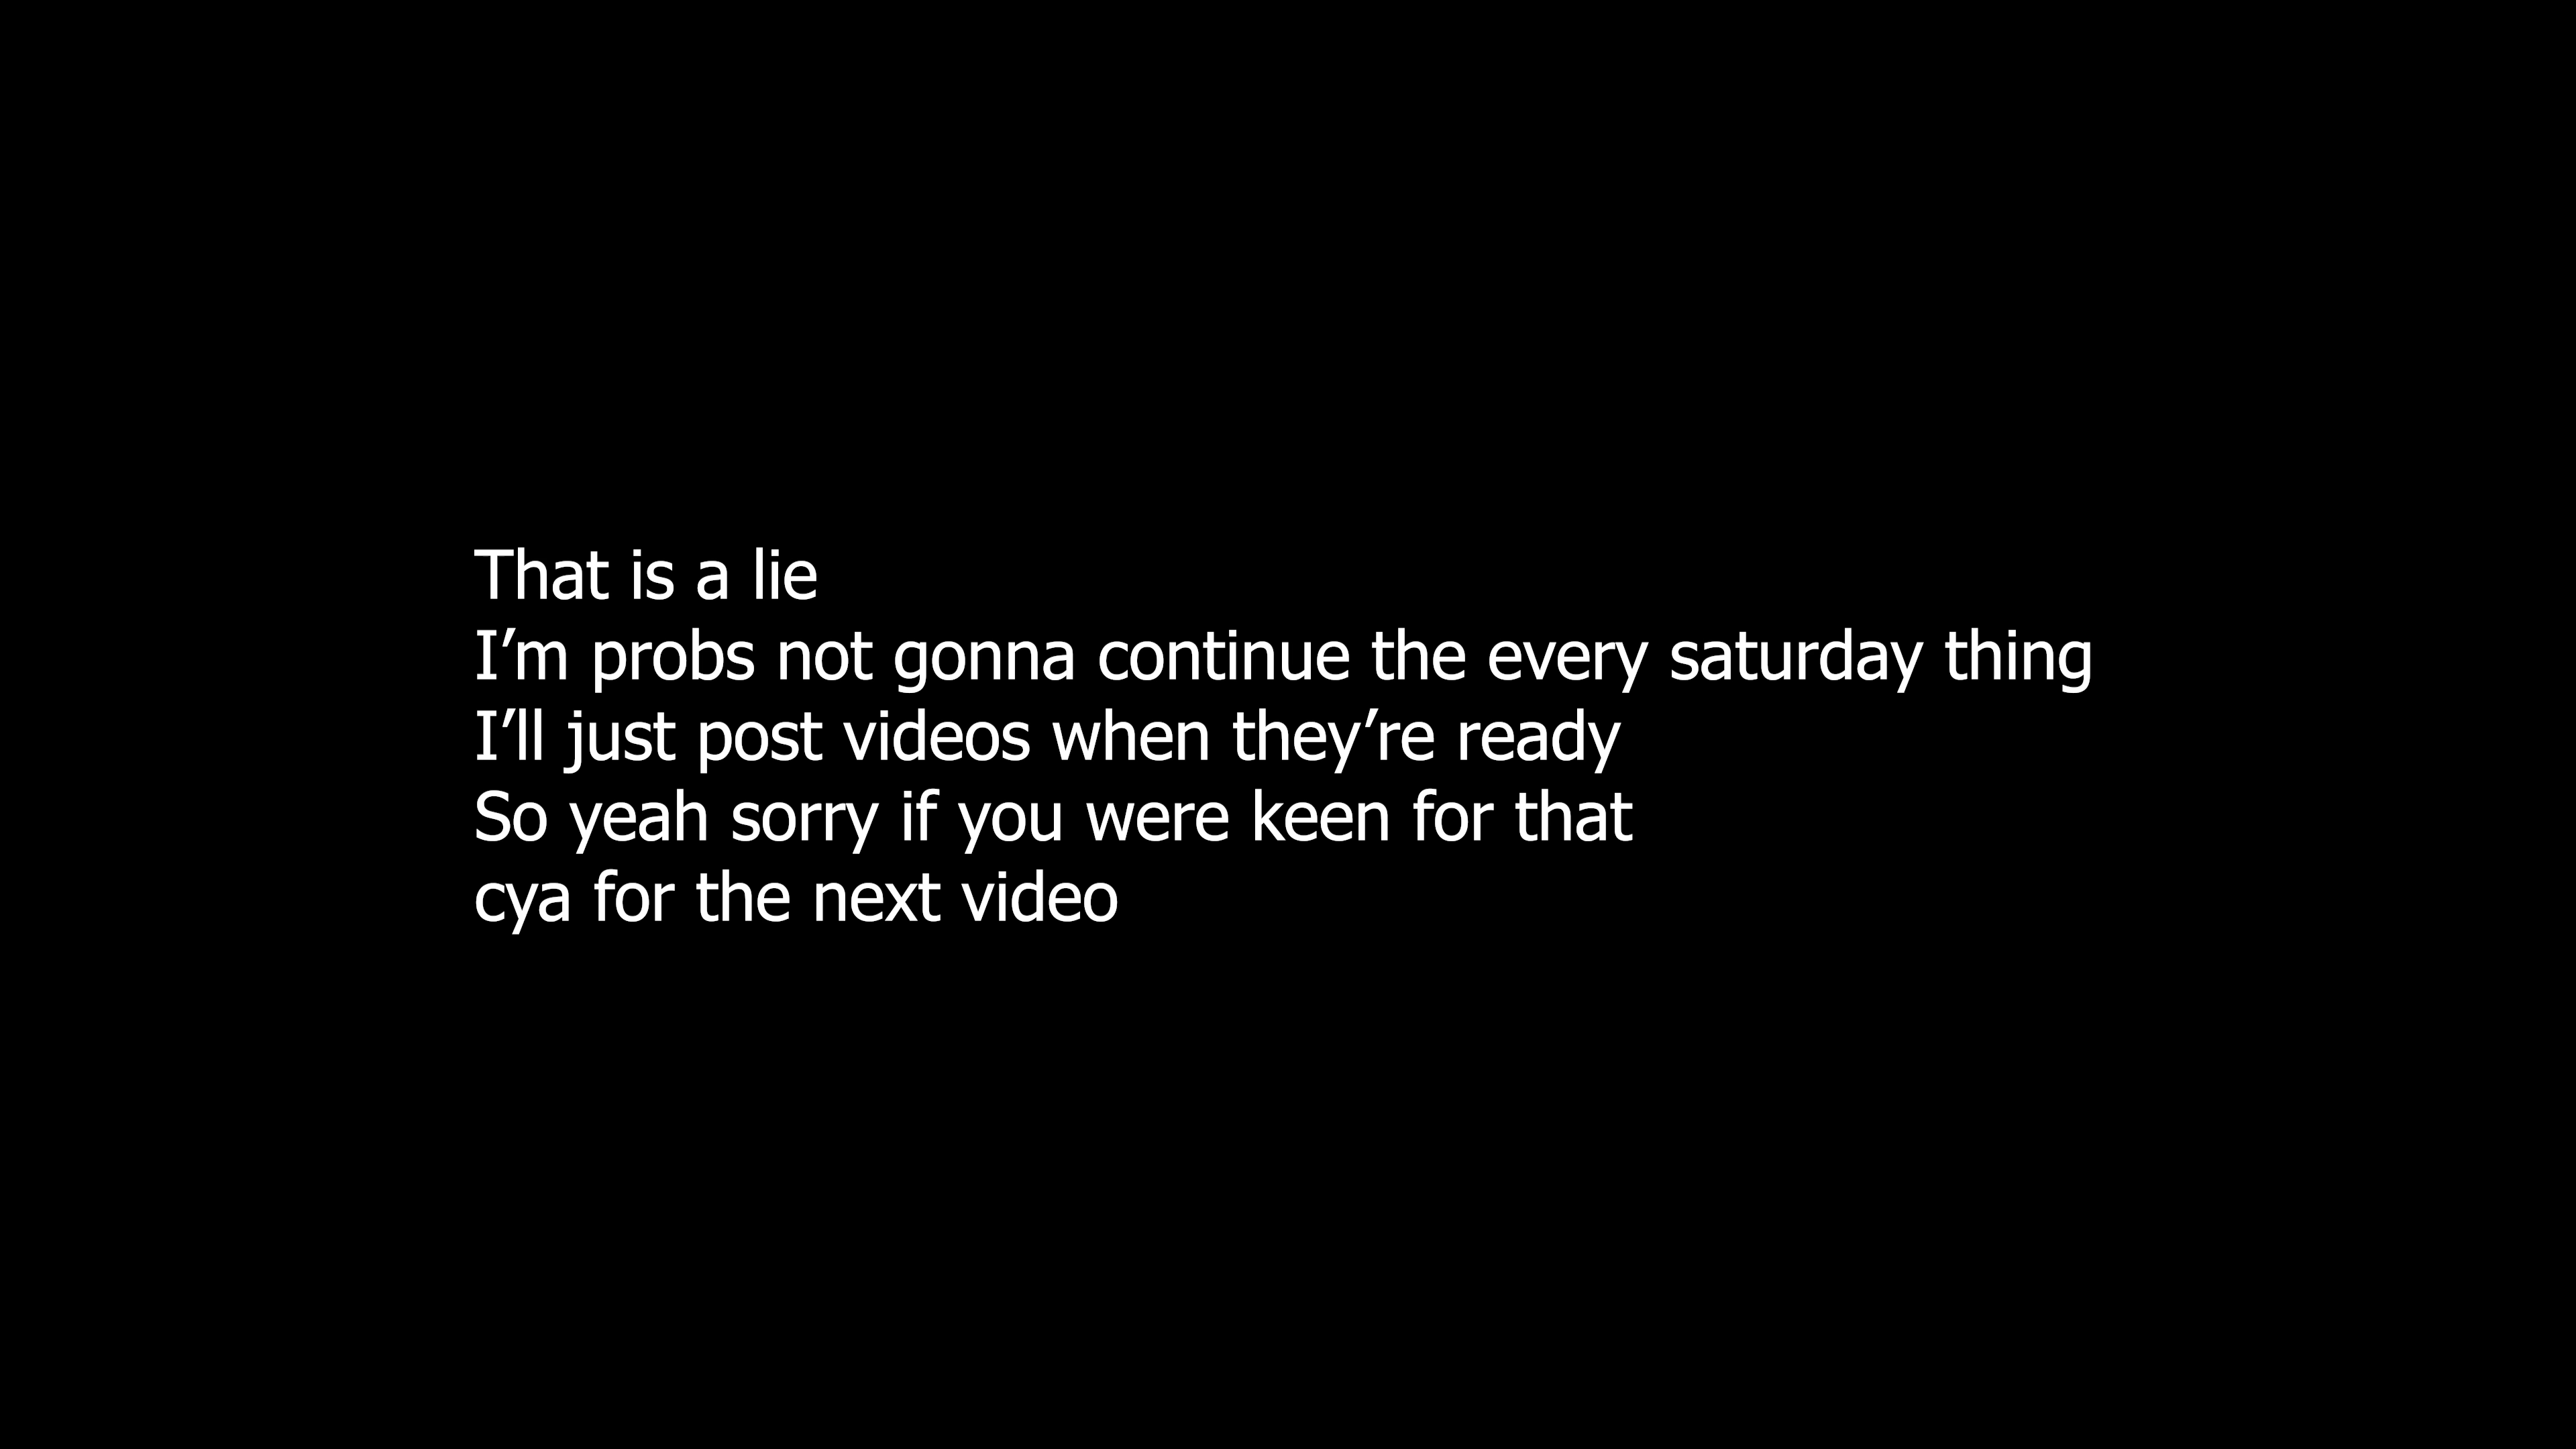 That is a lie
I’m probs not gonna continue the every saturday thing
I’ll just post videos when they’re ready
So yeah sorry if you were keen for that
cya for the next video